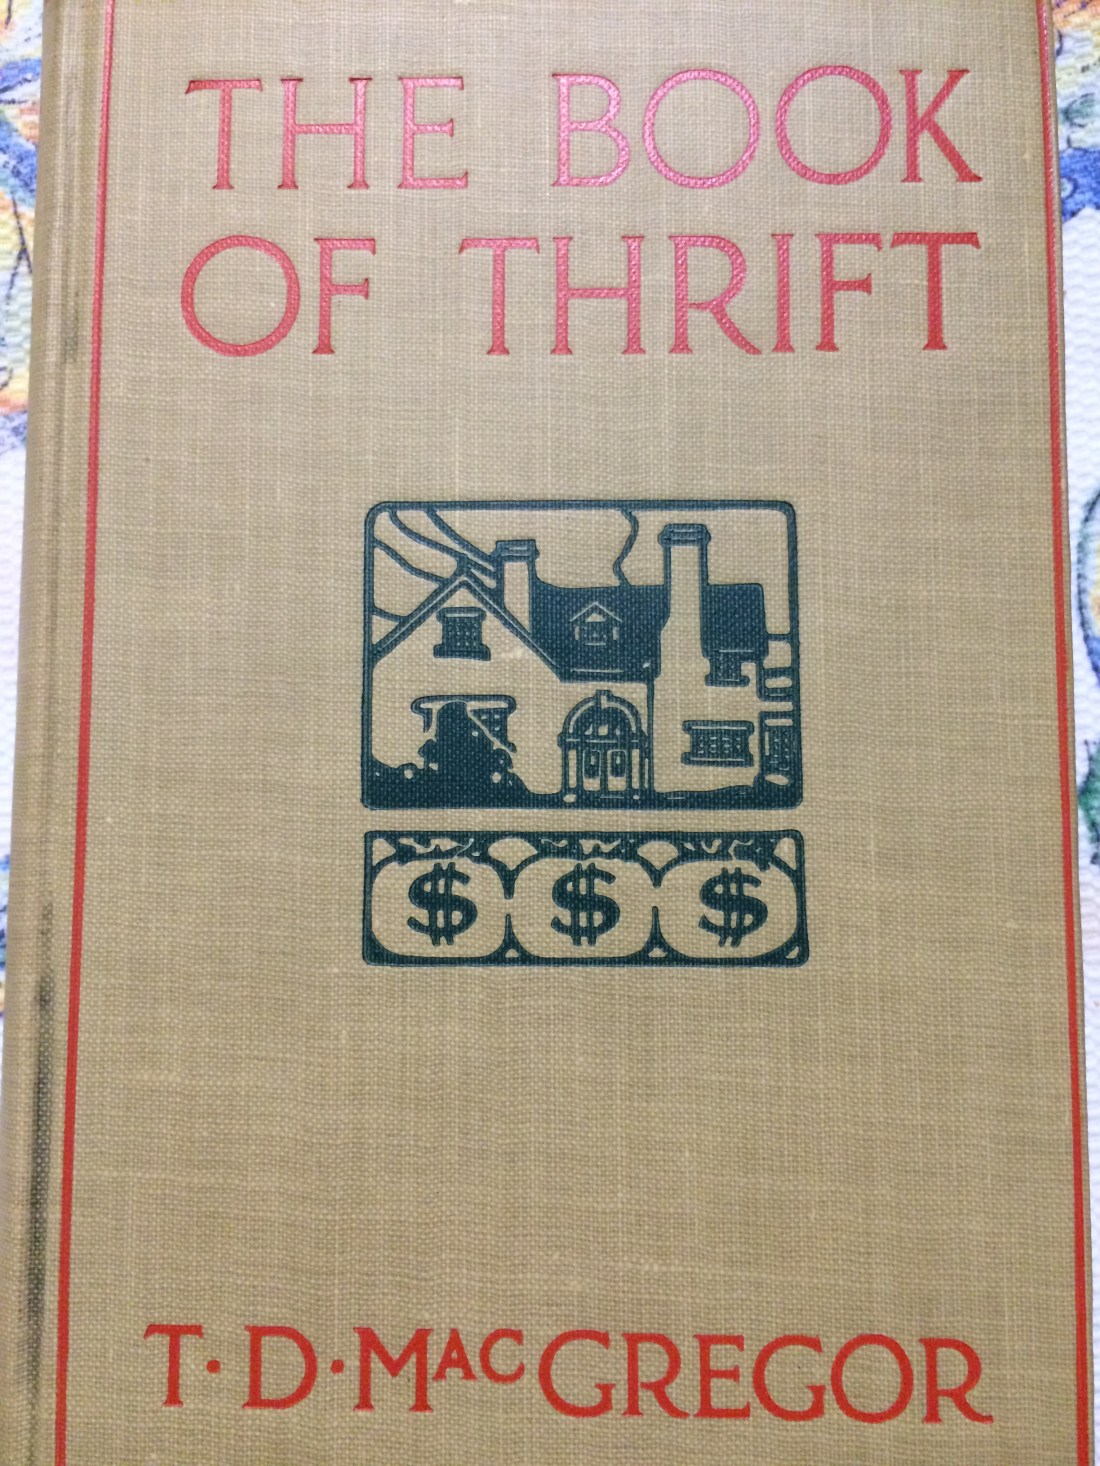 THE BOOK
OF THRIFT
$ $ $
T·D·MACGREGOR